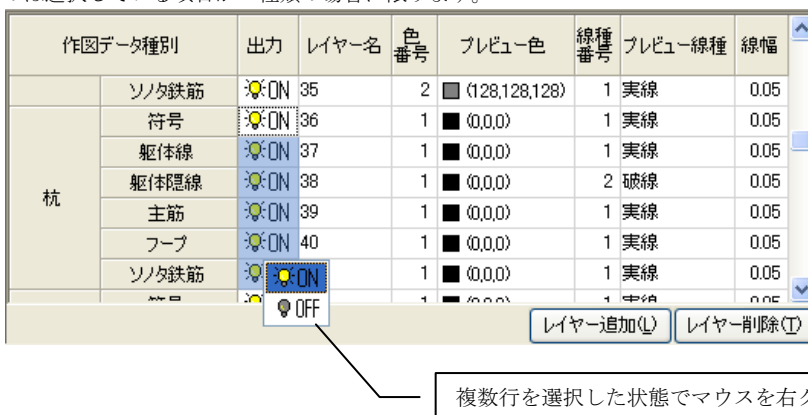 作図データ種別 出力 レイヤー名 色番号 プレビュー色 線種番号 プレビュー線種 線幅
ソノタ鉄筋 ON 35 2 (128,128,128) 1 実線 0.05
杭 符号 ON 36 1 (0,0,0) 1 実線 0.05
躯体線 ON 37 1 (0,0,0) 1 実線 0.05
躯体隠線 ON 38 1 (0,0,0) 2 破線 0.05
主筋 ON 39 1 (0,0,0) 1 実線 0.05
フープ ON 40 1 (0,0,0) 1 実線 0.05
ソノタ鉄筋 1 (0,0,0) 1 実線 0.05
ON
OFF
レイヤー追加(L) レイヤー削除(T)
複数行を選択した状態でマウスを右